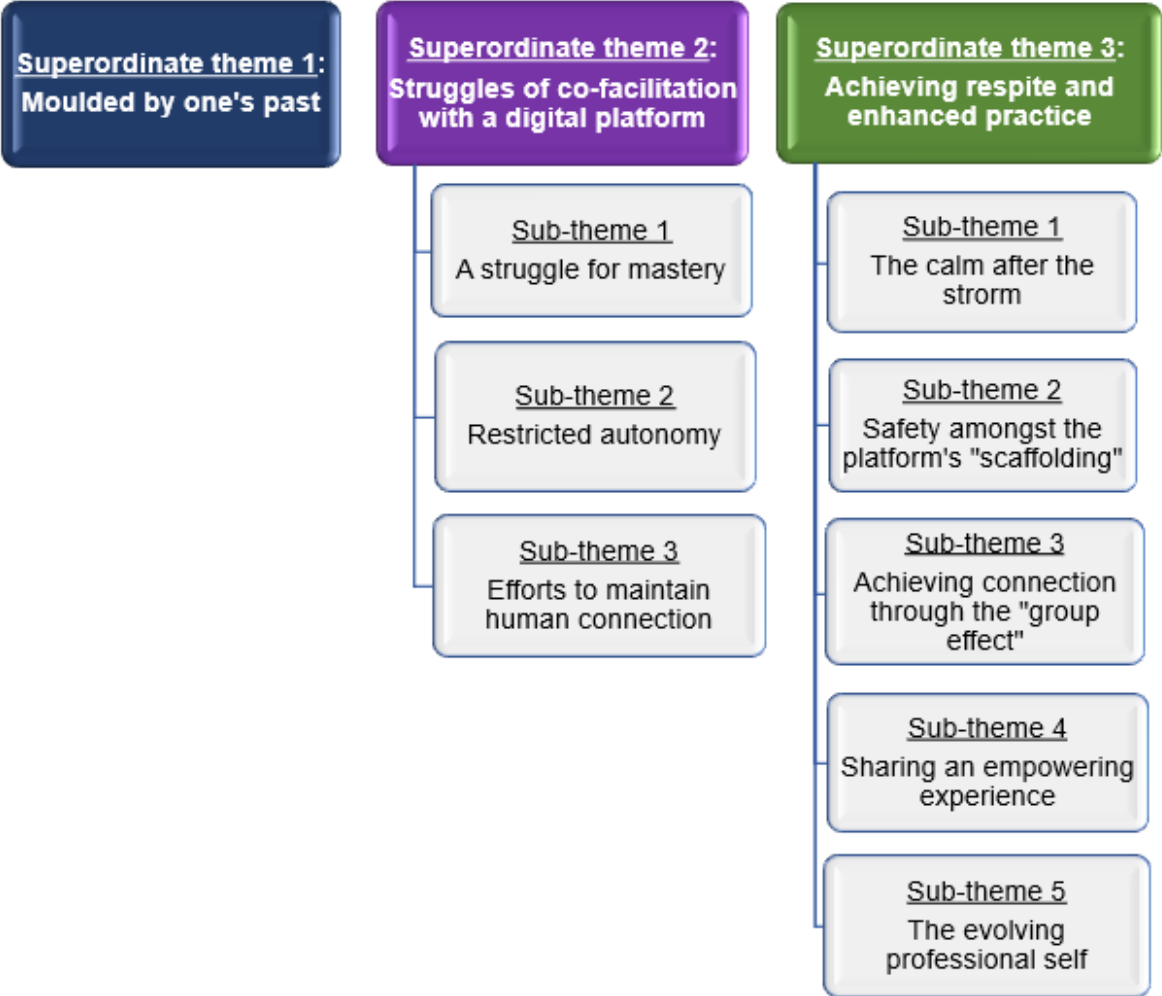 Superordinate theme 1:
Moulded by one's past
Superordinate theme 2:
Struggles of co-facilitation
with a digital platform
Sub-theme 1
A struggle for mastery
Sub-theme 2
Restricted autonomy
Sub-theme 3
Efforts to maintain
human connection
Superordinate theme 3:
Achieving respite and
enhanced practice
Sub-theme 1
The calm after the
strorm
Sub-theme 2
Safety amongst the
platform's "scaffolding"
Sub-theme 3
Achieving connection
through the "group
effect"
Sub-theme 4
Sharing an empowering
experience
Sub-theme 5
The evolving
professional self